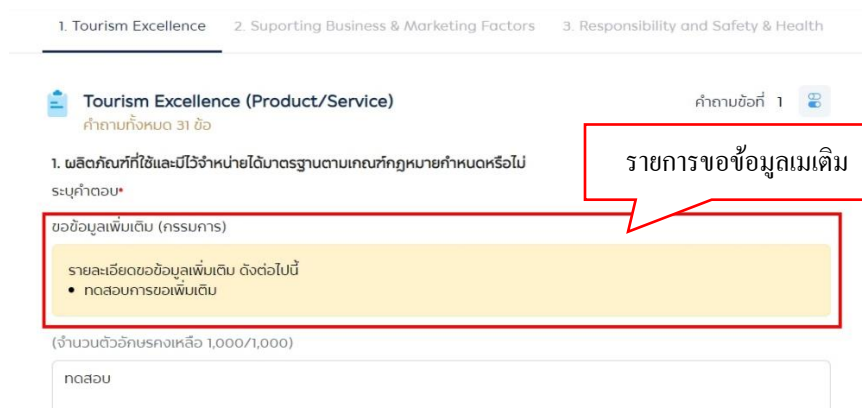 1. Tourism Excellence 2. Suporting Business & Marketing Factors 3. Responsibility and Safety & Health
Tourism Excellence (Product/Service) คำถามข้อที่ 1
คำถามทั้งหมด 31 ข้อ
1. ผลิตภัณฑ์ที่ใช้และมีไว้จำหน่ายได้มาตรฐานตามเกณฑ์กฎหมายกำหนดหรือไม่
รายการขอข้อมูลเมเติม
ระบุคำตอบ*
ขอข้อมูลเพิ่มเติม (กรรมการ)
รายละเอียดขอข้อมูลเพิ่มเติม ดังต่อไปนี้
• ทดสอบการขอเพิ่มเติม
(จำนวนตัวอักษรคงเหลือ 1,000/1,000)
ทดสอบ